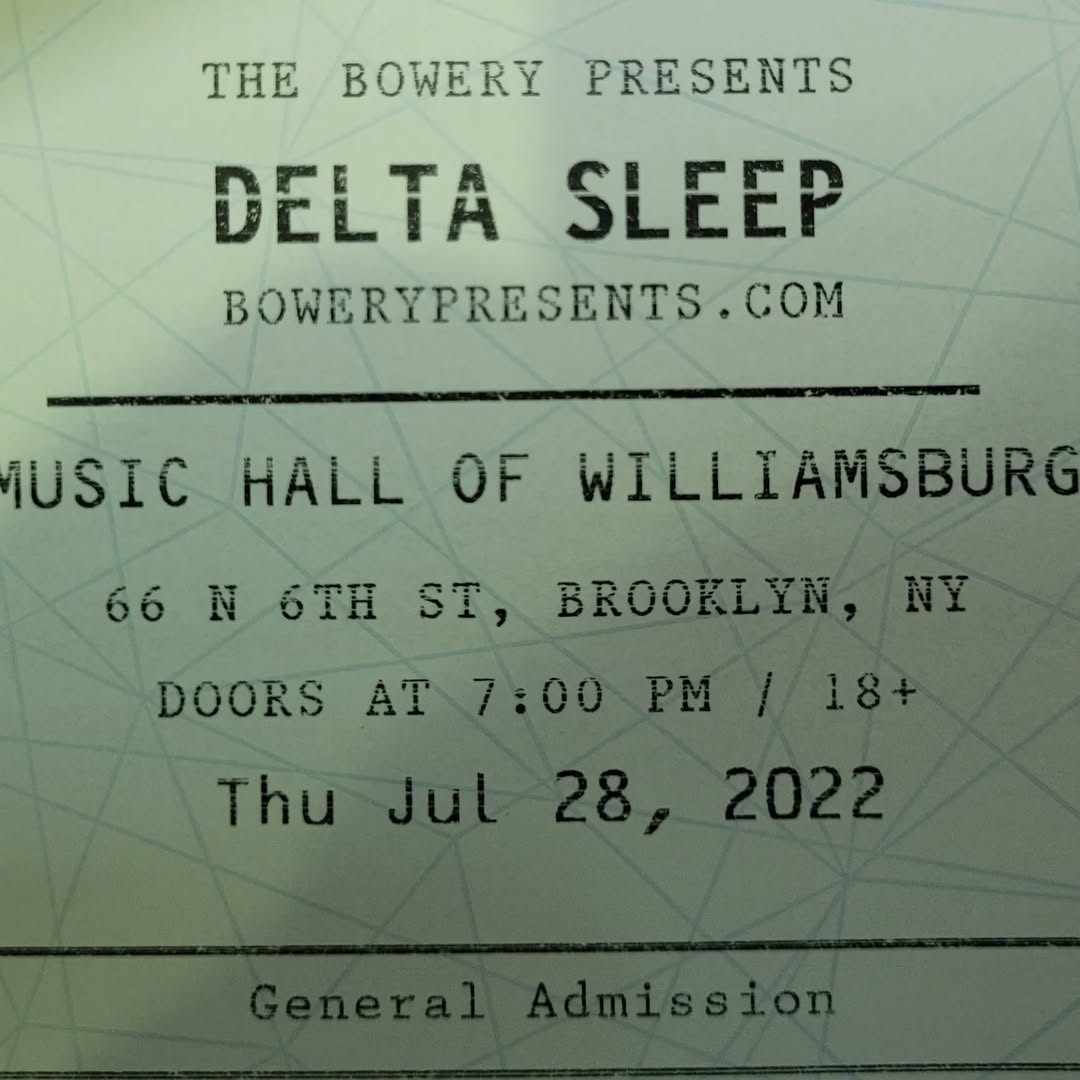 THE BOWERY PRESENTS
DELTA SLEEP
BOWERYPRESENTS.COM
MUSIC HALL OF WILLIAMSBURG
66 N 6TH ST, BROOKLYN, NY
DOORS AT 7:00 PM / 18+
Thu Jul 28, 2022
General Admission